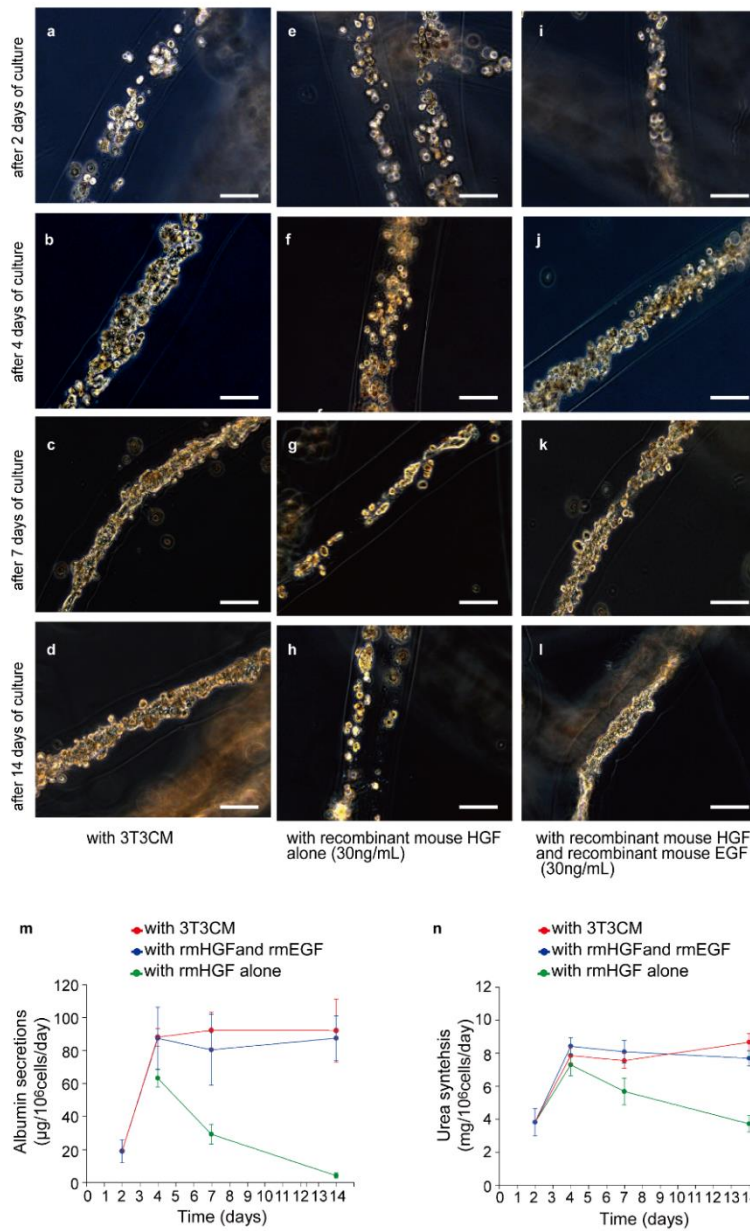 a
e
i
after 2 days of culture
b
f
j
after 4 days of culture
c
g
k
after 7 days of culture
d
h
l
after 14 days of culture
with 3T3CM
with recombinant mouse HGF
alone (30ng/mL)
with recombinant mouse HGF
and recombinant mouse EGF
(30ng/mL)
m
with 3T3CM
with rmHGFand rmEGF
with rmHGF alone
Albumin secretions
(µg/10⁶cells/day)
120
100
80
60
40
20
0
0 1 2 3 4 5 6 7 8 9 10 11 12 13 14
Time (days)
n
with 3T3CM
with rmHGFand rmEGF
with rmHGF alone
Urea syntehsis
(mg/10⁶cells/day)
12
10
8
6
4
2
0
0 1 2 3 4 5 6 7 8 9 10 11 12 13 14
Time (days)